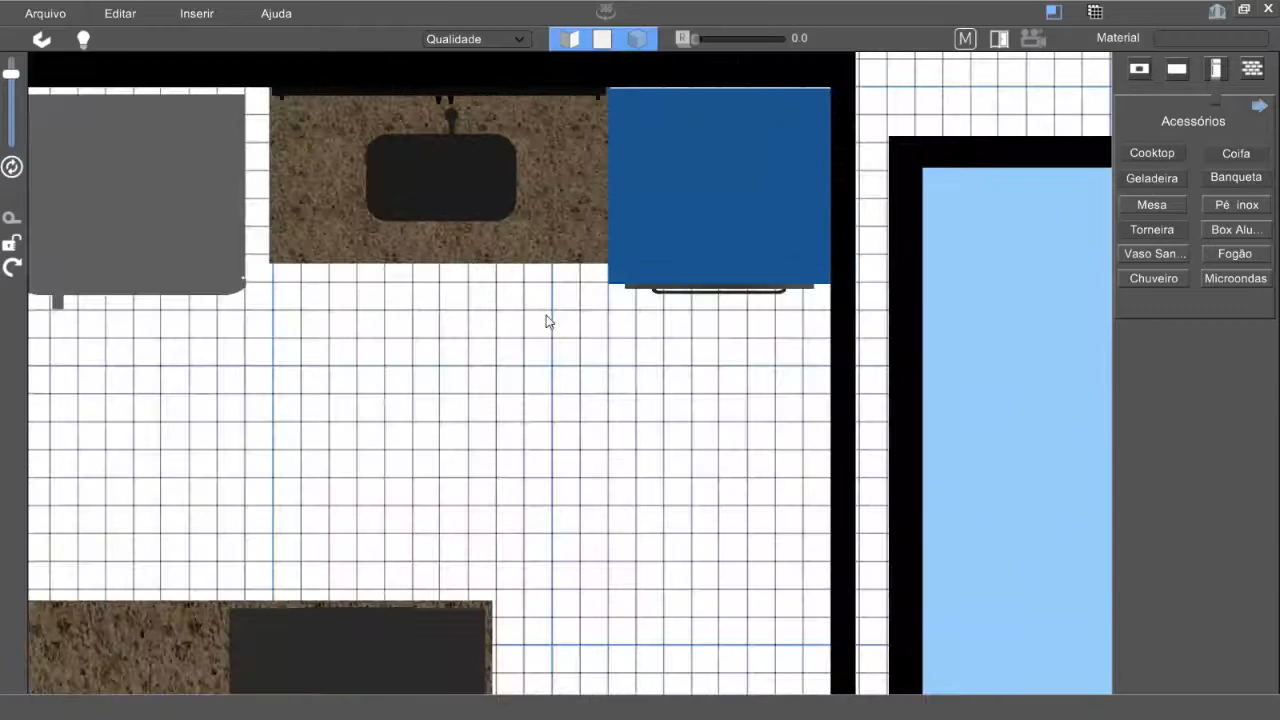 Arquivo Editar Inserir Ajuda
Qualidade R 0.0 M Material
Acessórios
Cooktop Coifa
Geladeira Banqueta
Mesa Pé inox
Torneira Box Alu...
Vaso San... Fogão
Chuveiro Microondas